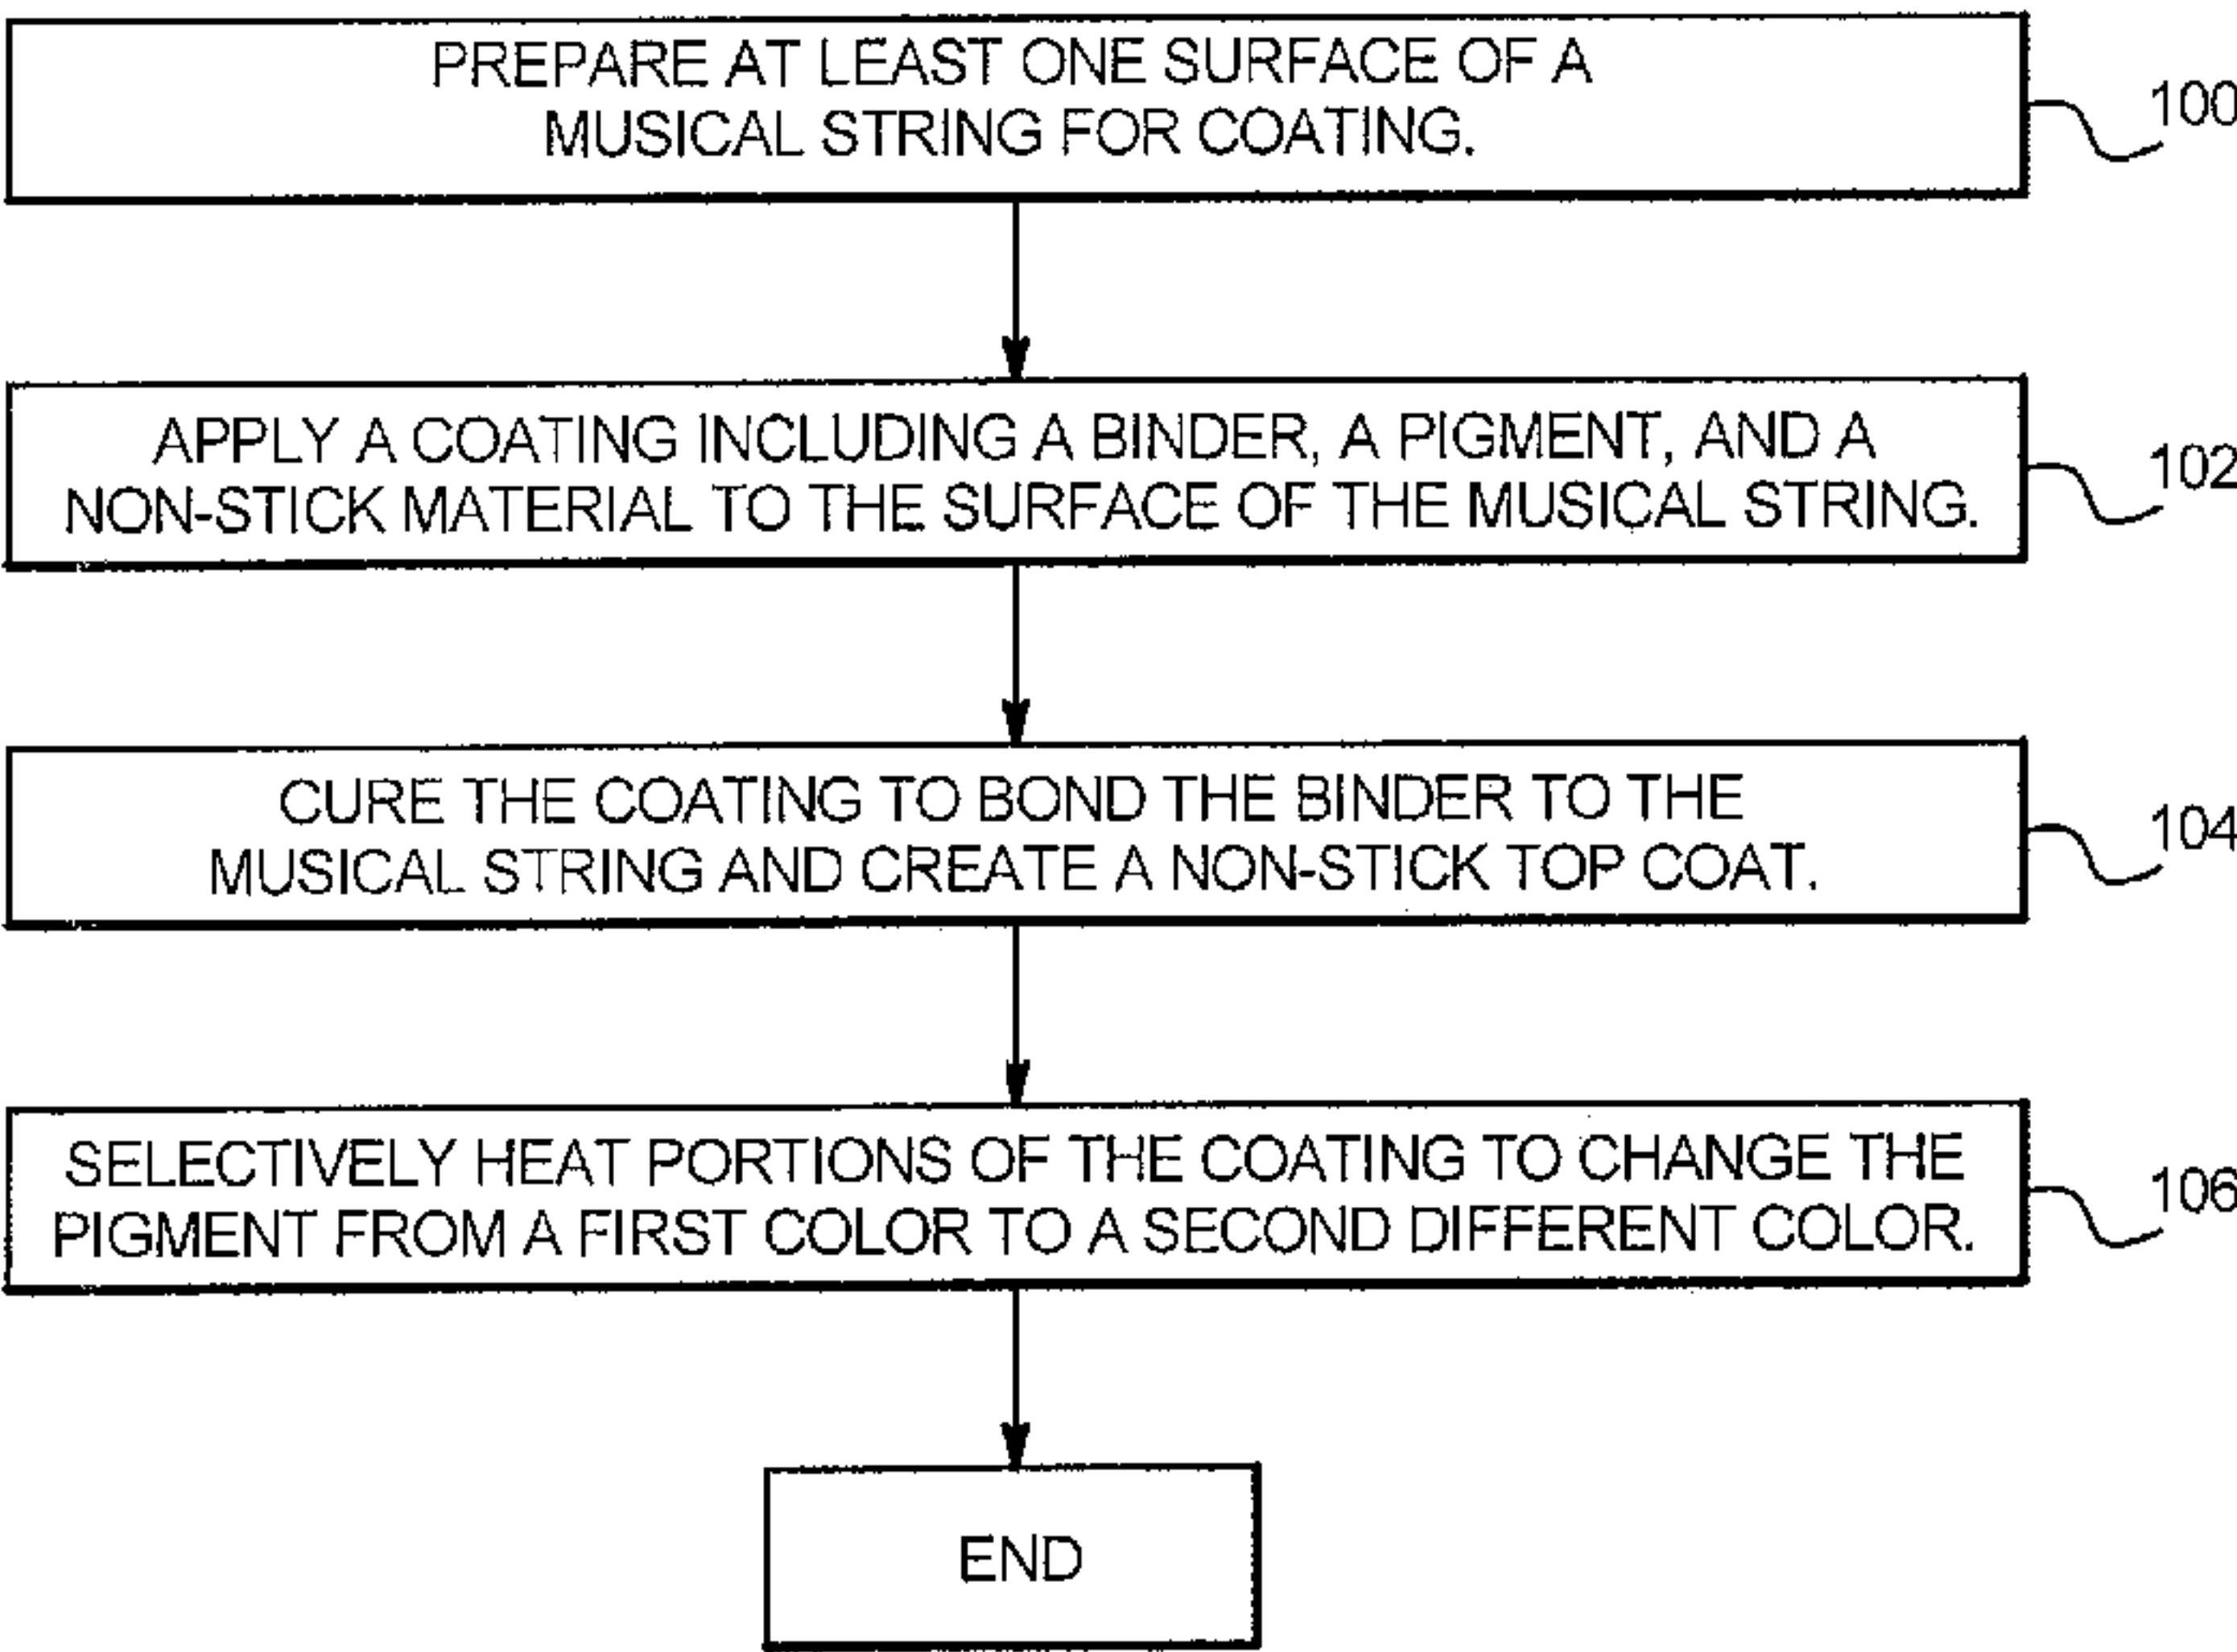 PREPARE AT LEAST ONE SURFACE OF A
MUSICAL STRING FOR COATING.
100
APPLY A COATING INCLUDING A BINDER, A PIGMENT, AND A
NON-STICK MATERIAL TO THE SURFACE OF THE MUSICAL STRING.
102
CURE THE COATING TO BOND THE BINDER TO THE
MUSICAL STRING AND CREATE A NON-STICK TOP COAT.
104
SELECTIVELY HEAT PORTIONS OF THE COATING TO CHANGE THE
PIGMENT FROM A FIRST COLOR TO A SECOND DIFFERENT COLOR.
106
END